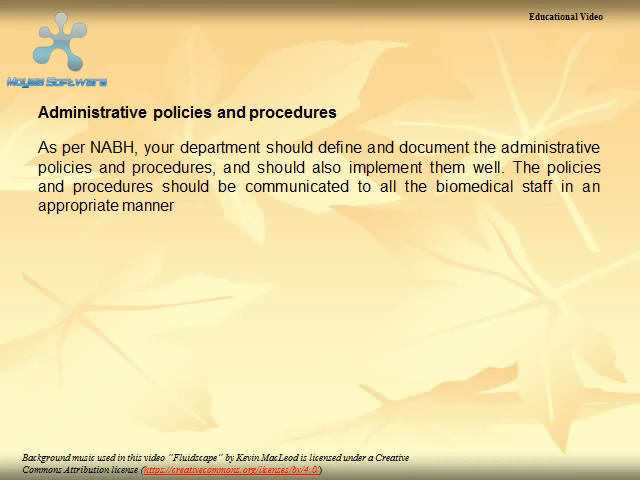 Educational Video
Moyas Software
Administrative policies and procedures
As per NABH, your department should define and document the administrative
policies and procedures, and should also implement them well. The policies
and procedures should be communicated to all the biomedical staff in an
appropriate manner
Background music used in this video "Fluidscape" by Kevin MacLeod is licensed under a Creative
Commons Attribution license (https://creativecommons.org/licenses/by/4.0/)